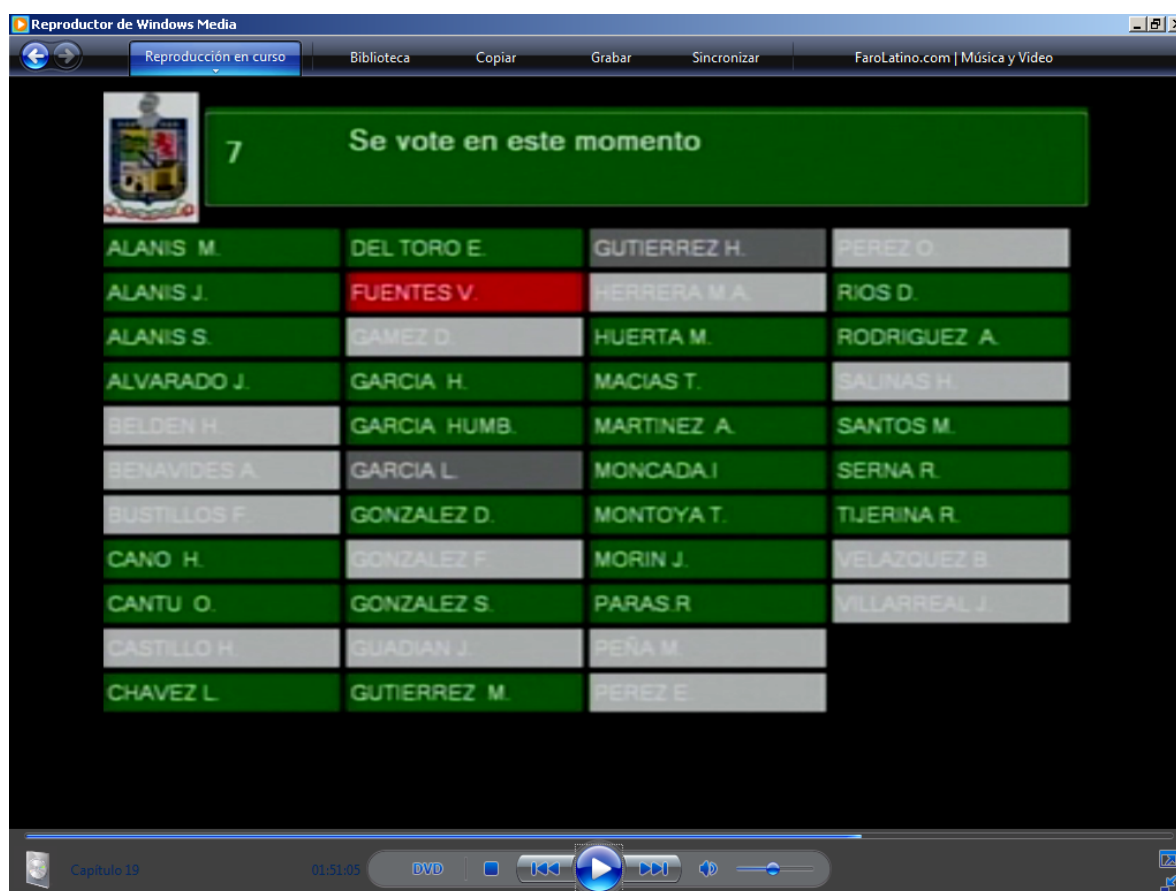 Reproductor de Windows Media
Reproducción en curso Biblioteca Copiar Grabar Sincronizar FaroLatino.com | Música y Video
7 Se vote en este momento
ALANIS M. DEL TORO E. GUTIERREZ H. PEREZ O.
ALANIS J. FUENTES V. HERRERA M.A. RIOS D.
ALANIS S. GAMEZ D. HUERTA M. RODRIGUEZ A.
ALVARADO J. GARCIA H. MACIAS T. SALINAS H.
BELDEN H. GARCIA HUMB. MARTINEZ A. SANTOS M.
BENAVIDES A. GARCIA L. MONCADA.I SERNA R.
BUSTILLOS F. GONZALEZ D. MONTOYA T. TIJERINA R.
CANO H. GONZALEZ F. MORIN J. VELAZQUEZ B.
CANTU O. GONZALEZ S. PARAS.R VILLARREAL J.
CASTILLO H. GUADIAN J. PEÑA M.
CHAVEZ L. GUTIERREZ M. PEREZ E.
Capítulo 19 01:51:05 DVD